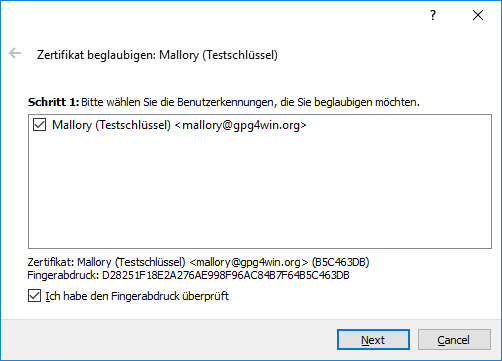 ?
Zertifikat beglaubigen: Mallory (Testschlüssel)
Schritt 1: Bitte wählen Sie die Benutzerkennungen, die Sie beglaubigen möchten.
Mallory (Testschlüssel) <mallory@gpg4win.org>
Zertifikat: Mallory (Testschlüssel) <mallory@gpg4win.org> (B5C463DB)
Fingerabdruck: D28251F18E2A276AE998F96AC84B7F64B5C463DB
Ich habe den Fingerabdruck überprüft
Next Cancel